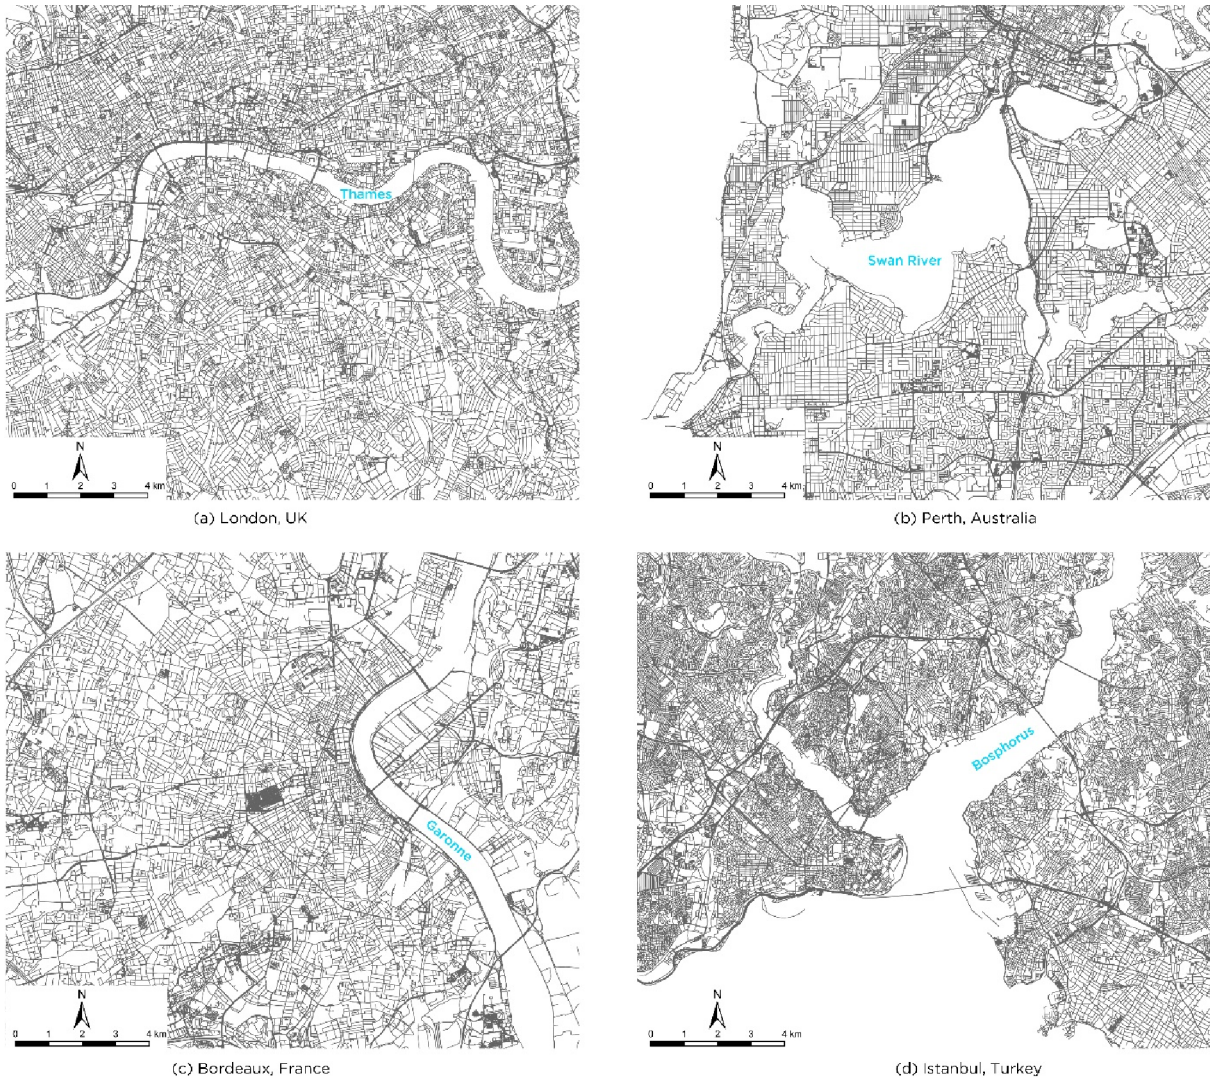 Thames
N
0 1 2 3 4 km
(a) London, UK
Swan River
N
0 1 2 3 4 km
(b) Perth, Australia
Garonne
N
0 1 2 3 4 km
(c) Bordeaux, France
Bosphorus
N
0 1 2 3 4 km
(d) Istanbul, Turkey